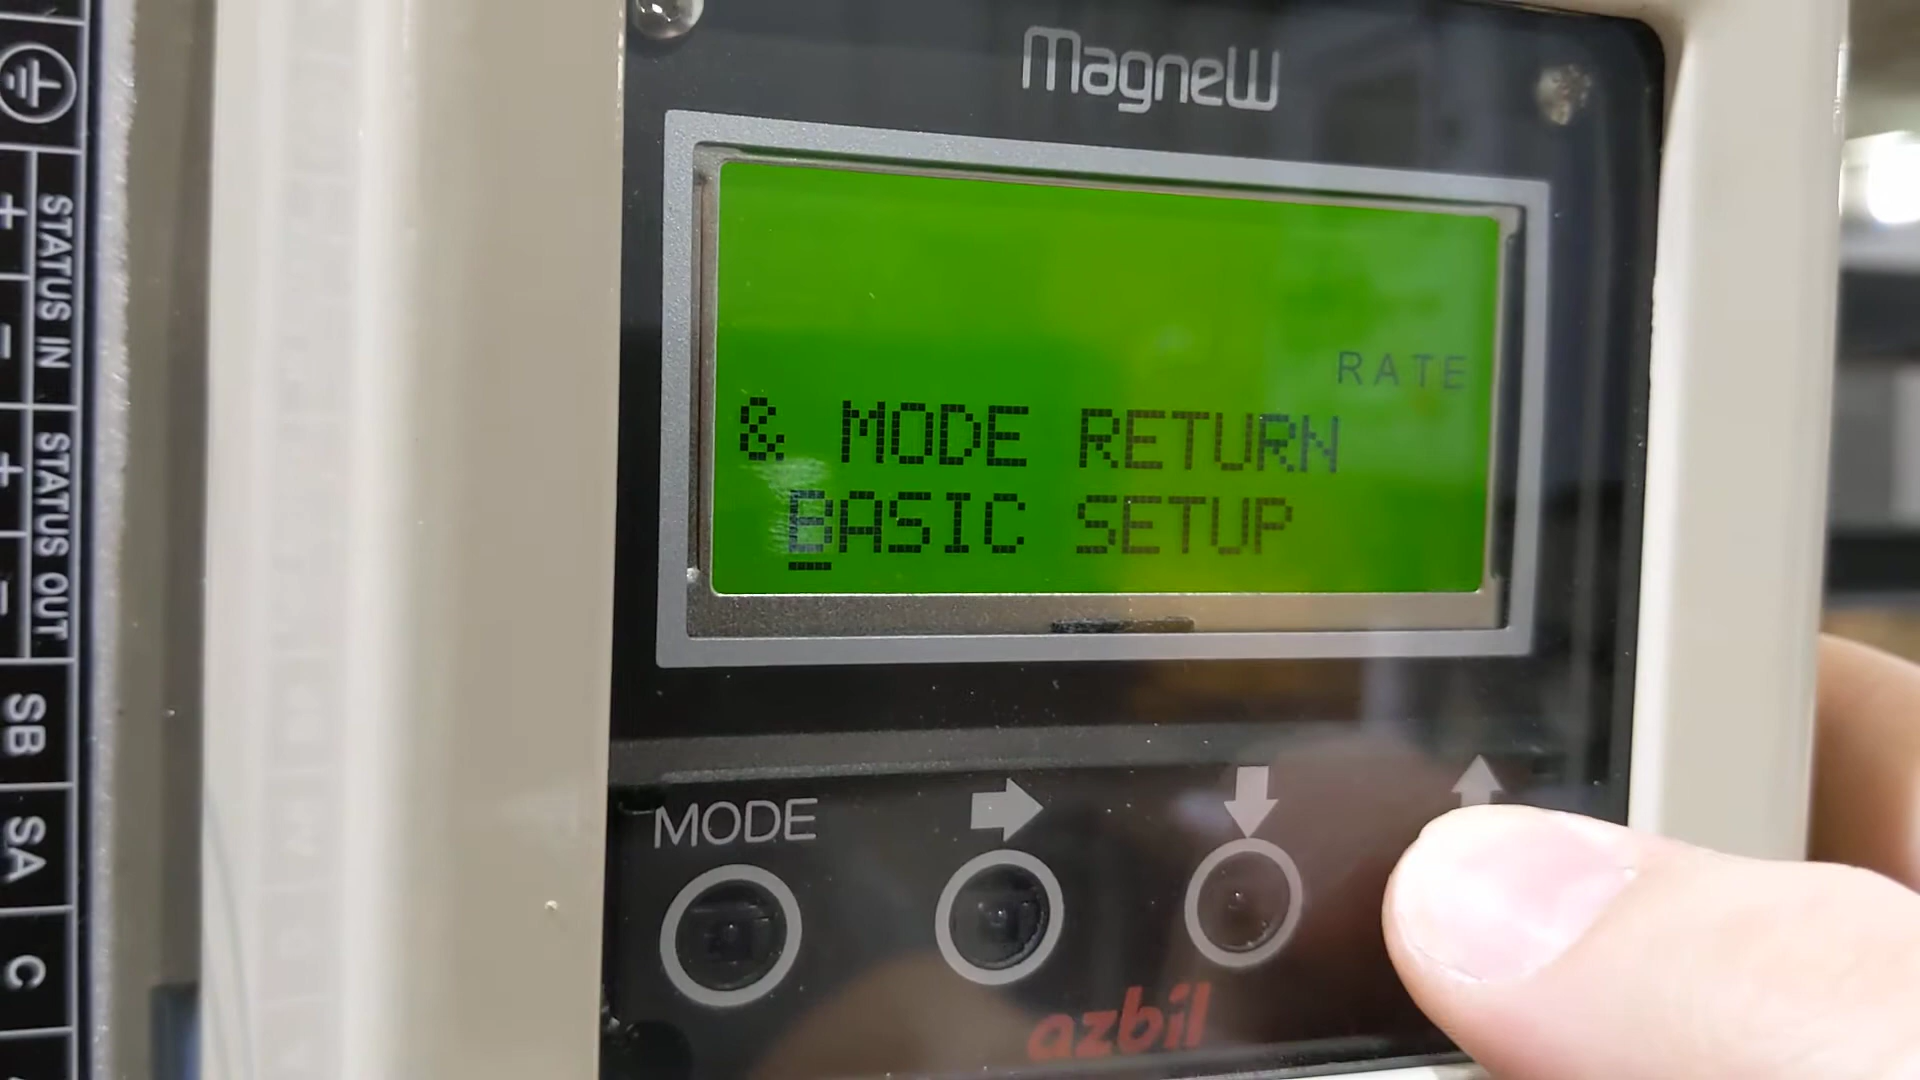 MagneW
RATE
& MODE RETURN
BASIC SETUP
MODE
azbil
STATUS IN
+
-
STATUS OUT
+
-
SB
SA
C